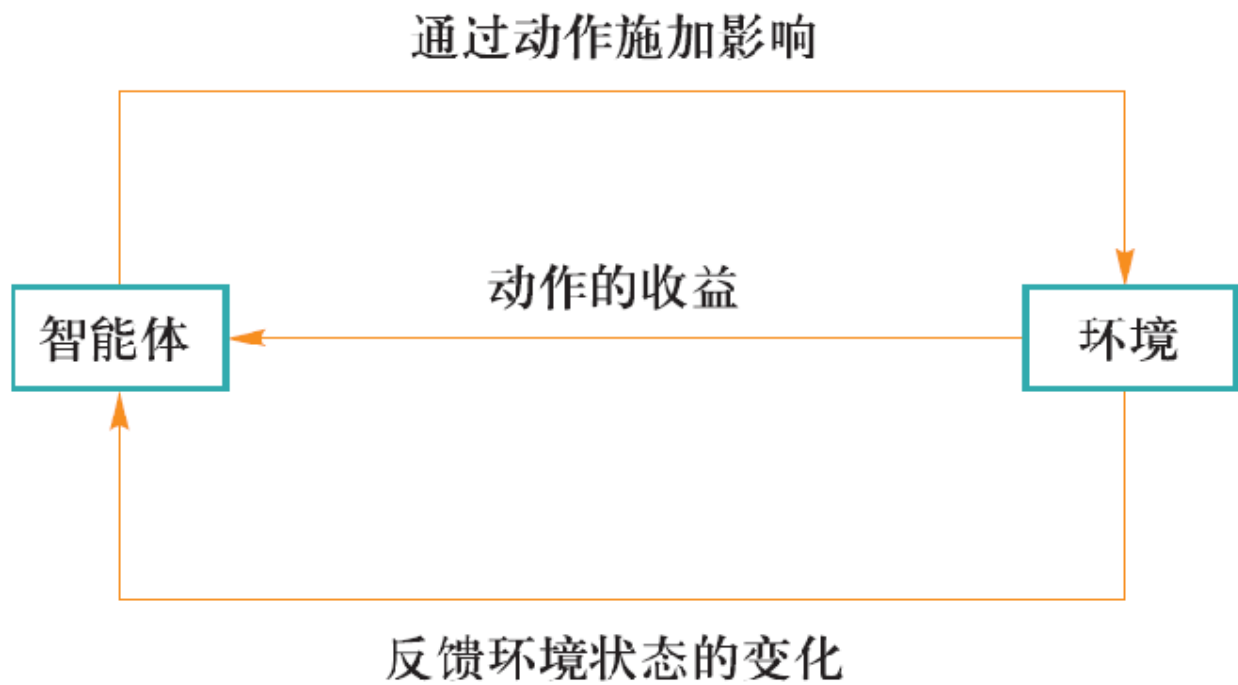 通过动作施加影响
动作的收益
智能体
环境
反馈环境状态的变化